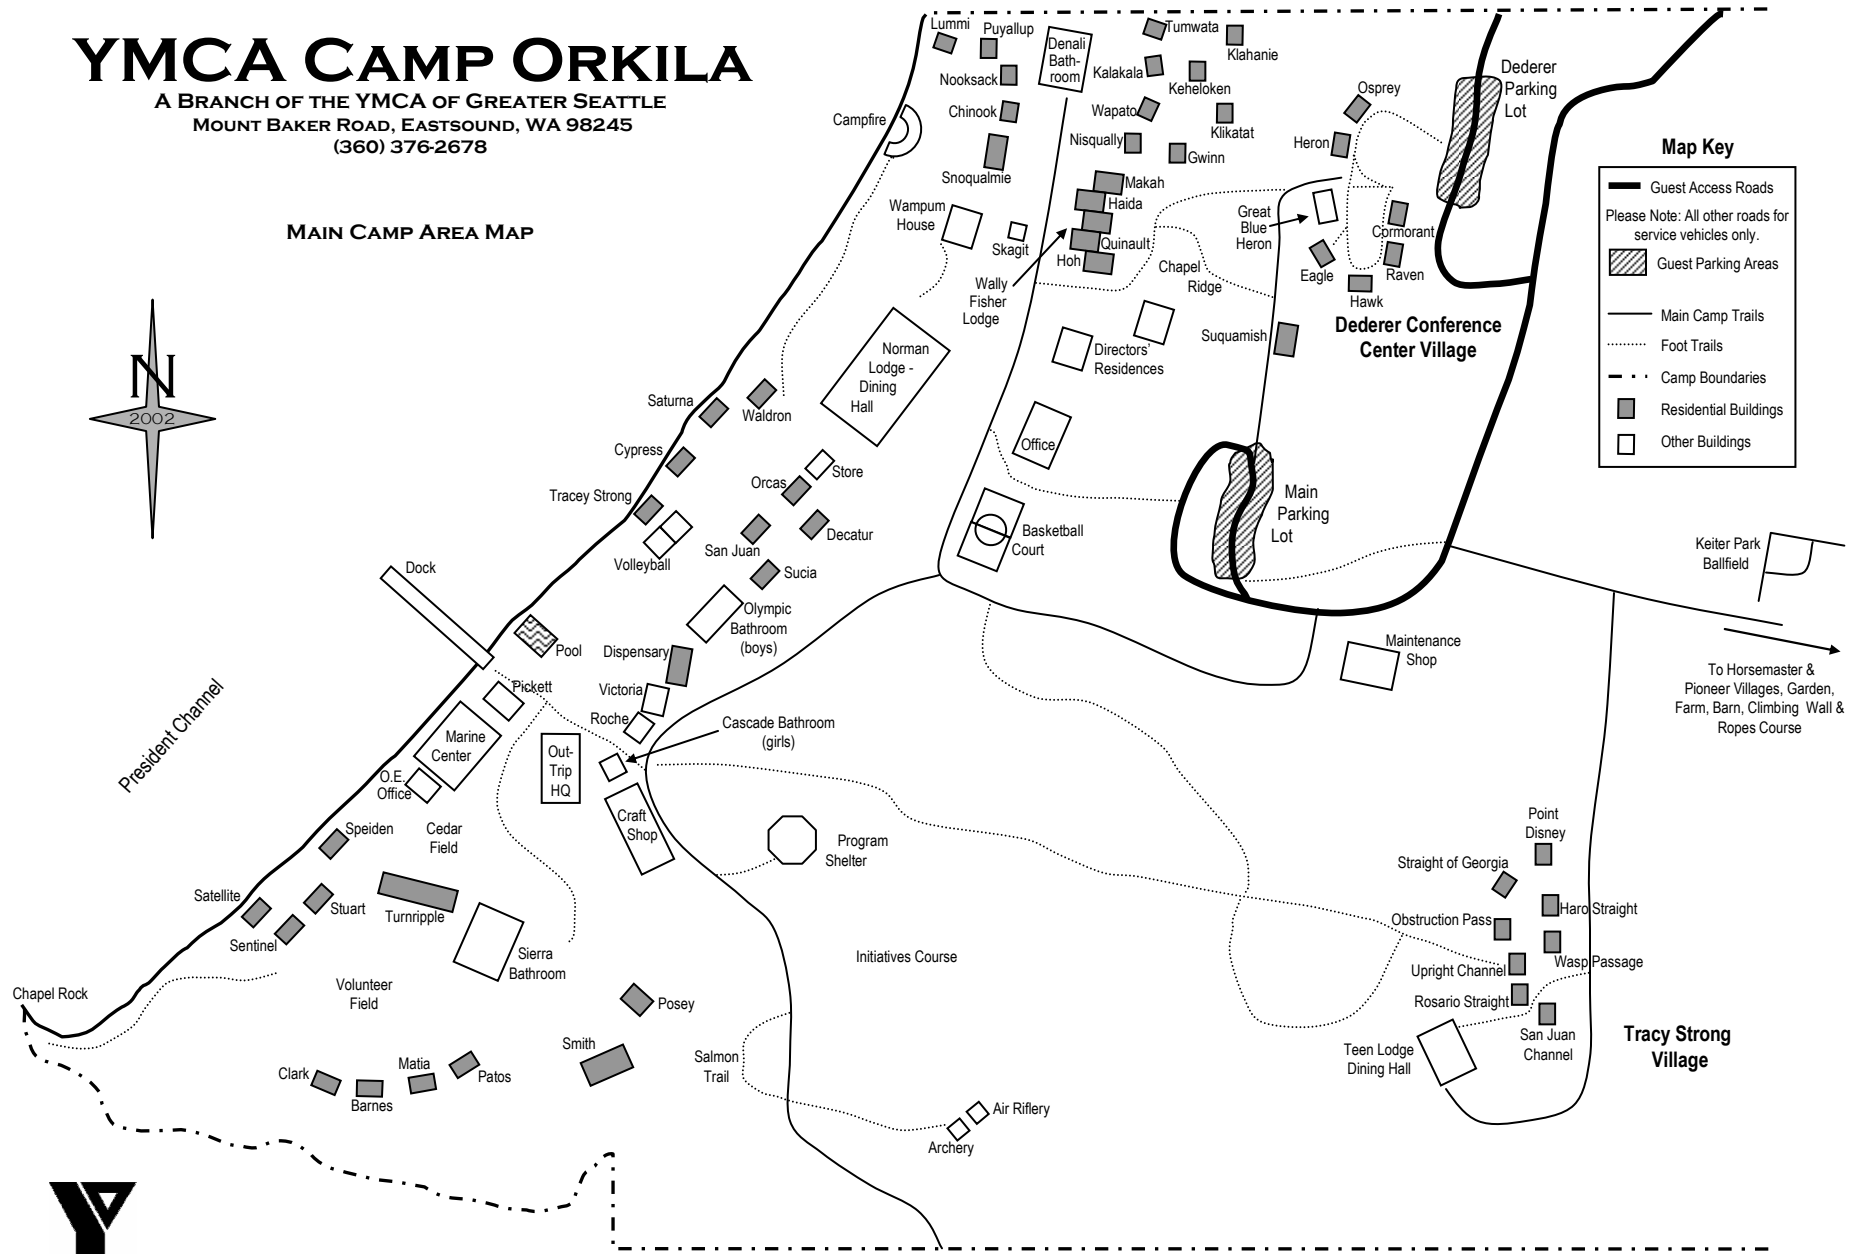 YMCA CAMP ORKILA
A BRANCH OF THE YMCA OF GREATER SEATTLE
MOUNT BAKER ROAD, EASTSOUND, WA 98245
(360) 376-2678
MAIN CAMP AREA MAP
N
2002
Lummi
Puyallup
Nooksack
Chinook
Snoqualmie
Campfire
Wampum
House
Skagit
Denali
Bath-
room
Tumwata
Klahanie
Kalakala
Keheloken
Wapato
Klikatat
Nisqually
Gwinn
Makah
Haida
Quinault
Hoh
Wally
Fisher
Lodge
Chapel
Ridge
Osprey
Heron
Great
Blue
Heron
Cormorant
Eagle
Raven
Hawk
Dederer
Parking
Lot
Dederer Conference
Center Village
Suquamish
Directors'
Residences
Map Key
Guest Access Roads
Please Note: All other roads for
service vehicles only.
Guest Parking Areas
Main Camp Trails
Foot Trails
Camp Boundaries
Residential Buildings
Other Buildings
Norman
Lodge -
Dining
Hall
Saturna
Waldron
Cypress
Tracey Strong
Volleyball
Orcas
Store
San Juan
Decatur
Sucia
Office
Basketball
Court
Main
Parking
Lot
Keiter Park
Ballfield
Dock
Pool
Olympic
Bathroom
(boys)
Dispensary
Victoria
Roche
Pickett
Marine
Center
O.E.
Office
Out-
Trip
HQ
Cascade Bathroom
(girls)
Craft
Shop
Maintenance
Shop
To Horsemaster &
Pioneer Villages, Garden,
Farm, Barn, Climbing Wall &
Ropes Course
President Channel
Speiden
Cedar
Field
Program
Shelter
Satellite
Stuart
Turnripple
Sentinel
Sierra
Bathroom
Volunteer
Field
Chapel Rock
Initiatives Course
Point
Disney
Straight of Georgia
Haro Straight
Obstruction Pass
Wasp Passage
Upright Channel
Rosario Straight
San Juan
Channel
Teen Lodge
Dining Hall
Tracy Strong
Village
Posey
Smith
Salmon
Trail
Clark
Barnes
Matia
Patos
Air Riflery
Archery